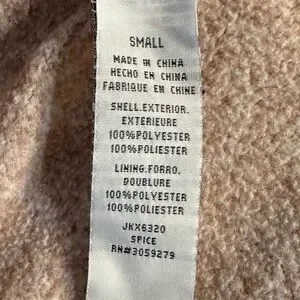 SMALL
MADE IN CHINA
HECHO EN CHINA
FABRIQUE EN CHINE
SHELL.EXTERIOR.
EXTERIEURE
100%POLYESTER
100%POLIESTER
LINING.FORRO.
DOUBLURE
100%POLYESTER
100%POLIESTER
JKX6320
SPICE
RN#3059279